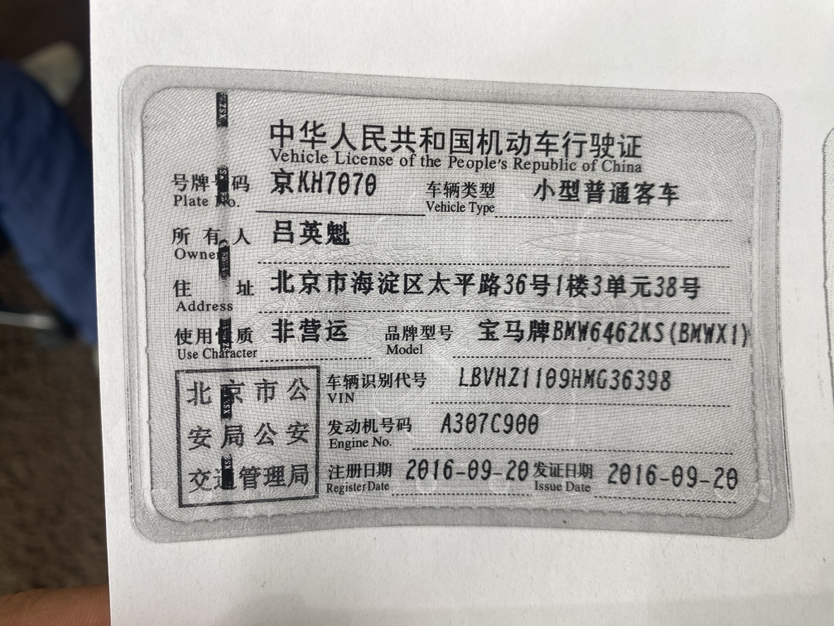 中华人民共和国机动车行驶证
Vehicle License of the People's Republic of China
号牌号码 京KH7070 车辆类型 小型普通客车
Plate No. Vehicle Type
所有人 吕英魁
Owner
住址 北京市海淀区太平路36号1楼3单元38号
Address
使用性质 非营运 品牌型号 宝马牌BMW6462KS(BMWX1)
Use Character Model
北京市公 车辆识别代号 LBVHZ1109HMG36398
VIN
安局公安 发动机号码 A307C900
Engine No.
交通管理局 注册日期 2016-09-20 发证日期 2016-09-20
Register Date Issue Date